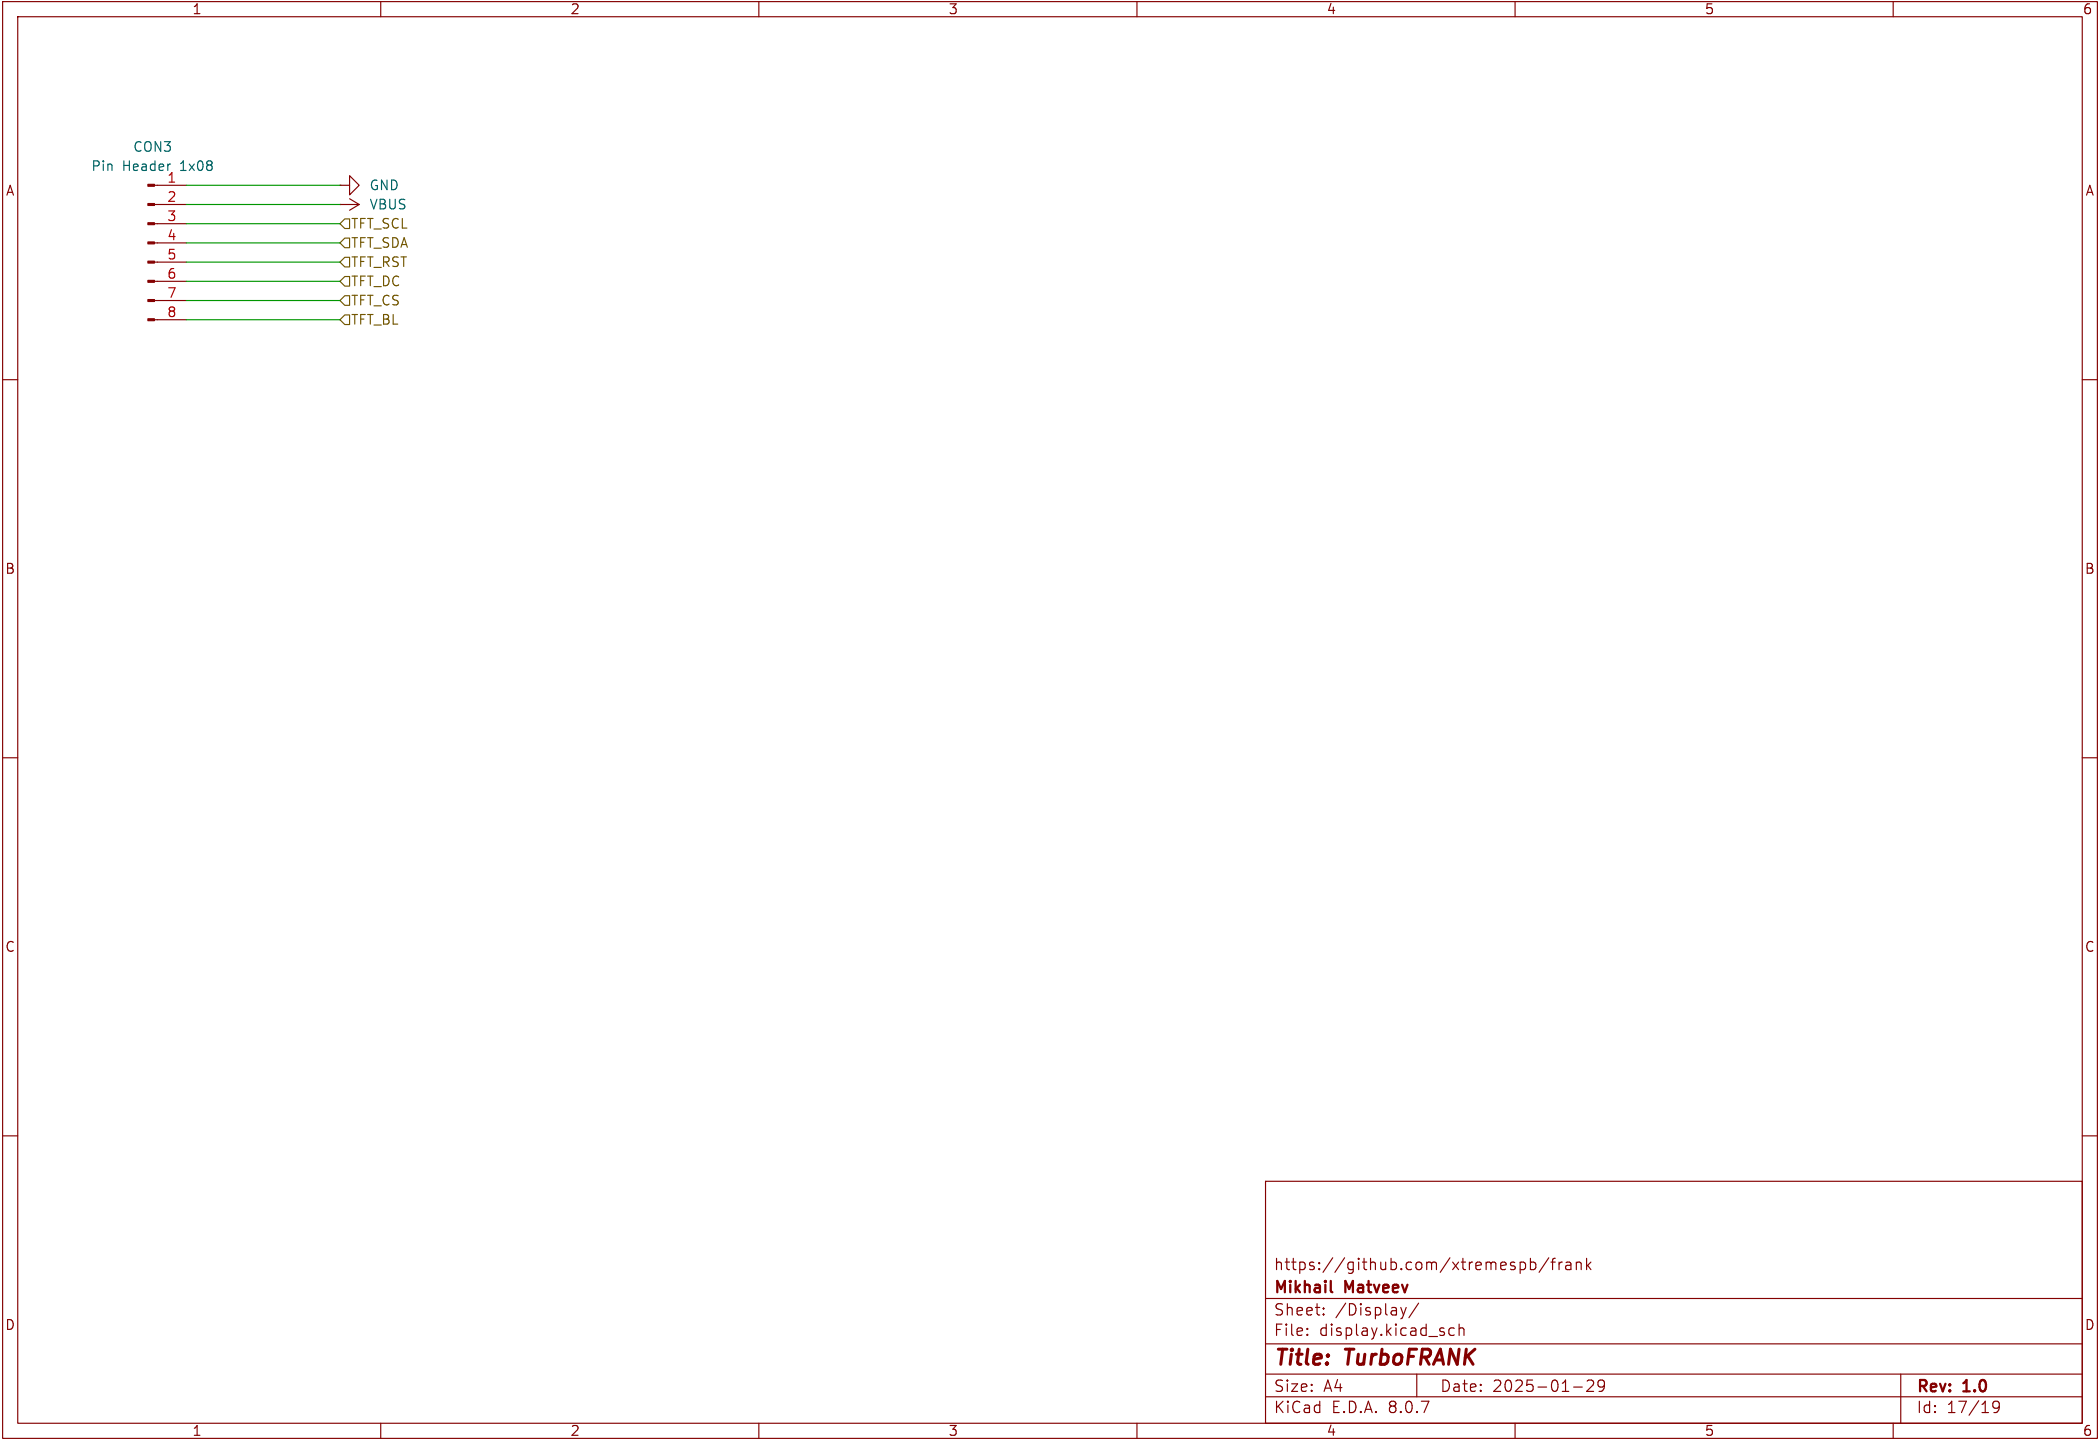 1 2 3 4 5 6
CON3
Pin Header 1x08
1 GND
2 VBUS
3 TFT_SCL
4 TFT_SDA
5 TFT_RST
6 TFT_DC
7 TFT_CS
8 TFT_BL
A A
B B
C C
https://github.com/xtremespb/frank
Mikhail Matveev
Sheet: /Display/
D D
File: display.kicad_sch
Title: TurboFRANK
Size: A4 Date: 2025-01-29 Rev: 1.0
KiCad E.D.A. 8.0.7 Id: 17/19
1 2 3 4 5 6